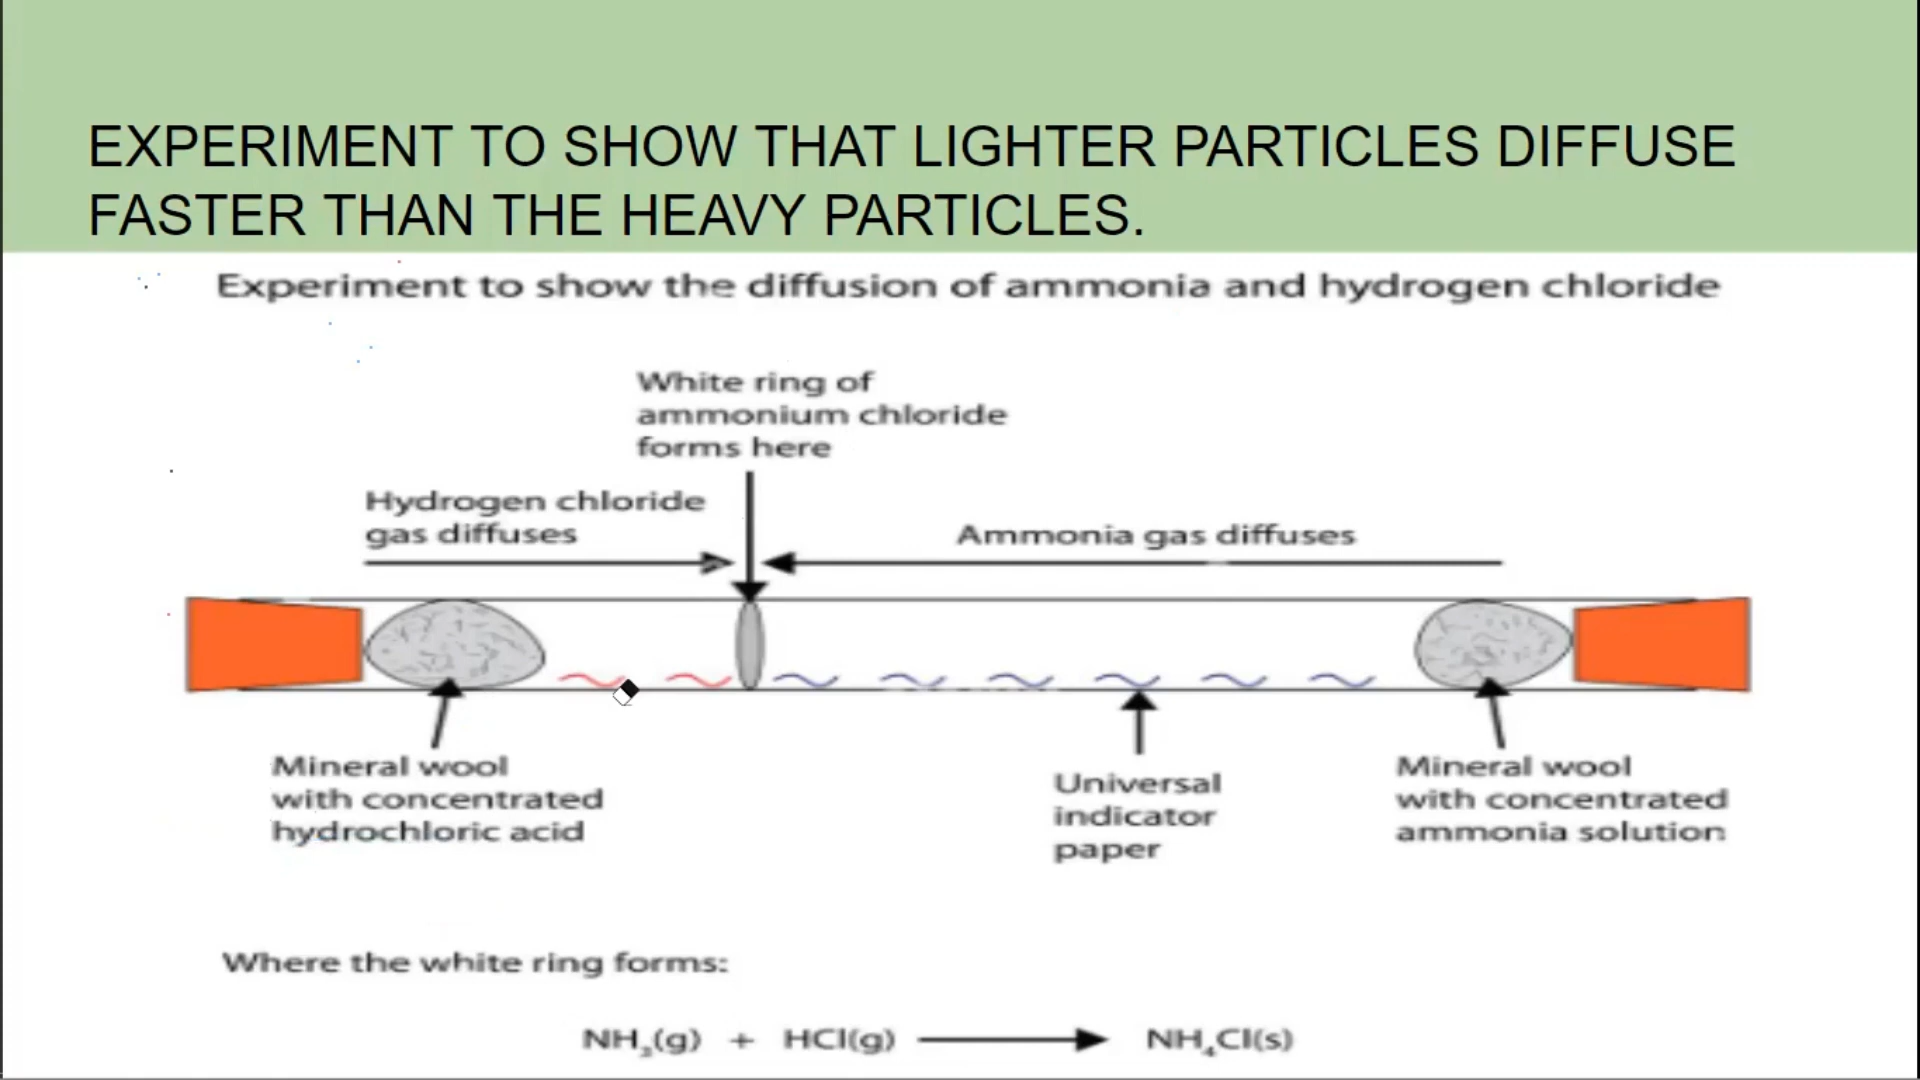 EXPERIMENT TO SHOW THAT LIGHTER PARTICLES DIFFUSE
FASTER THAN THE HEAVY PARTICLES.
Experiment to show the diffusion of ammonia and hydrogen chloride
White ring of
ammonium chloride
forms here
Hydrogen chloride
gas diffuses
Ammonia gas diffuses
Mineral wool
with concentrated
hydrochloric acid
Universal
indicator
paper
Mineral wool
with concentrated
ammonia solution
Where the white ring forms:
NH₃(g) + HCl(g) ⟶ NH₄Cl(s)